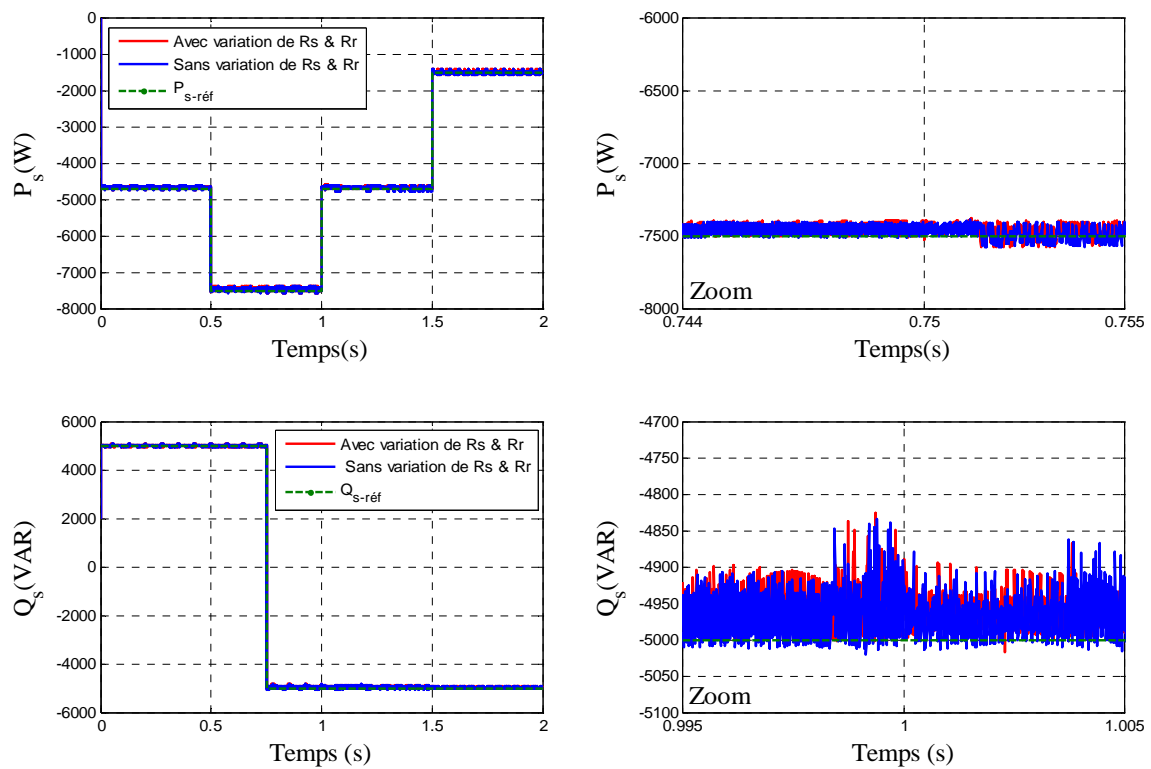 0
-1000
-2000
-3000
-4000
-5000
-6000
-7000
-8000
P_s(W)
Avec variation de Rs & Rr
Sans variation de Rs & Rr
P_s-réf
0 0.5 1 1.5 2
Temps(s)
-6000
-6500
-7000
-7500
-8000
P_s(W)
Zoom
0.744 0.75 0.755
Temps(s)
6000
4000
2000
0
-2000
-4000
-6000
Q_s(VAR)
Avec variation de Rs & Rr
Sans variation de Rs & Rr
Q_s-réf
0 0.5 1 1.5 2
Temps (s)
-4700
-4750
-4800
-4850
-4900
-4950
-5000
-5050
-5100
Q_s(VAR)
Zoom
0.995 1 1.005
Temps (s)